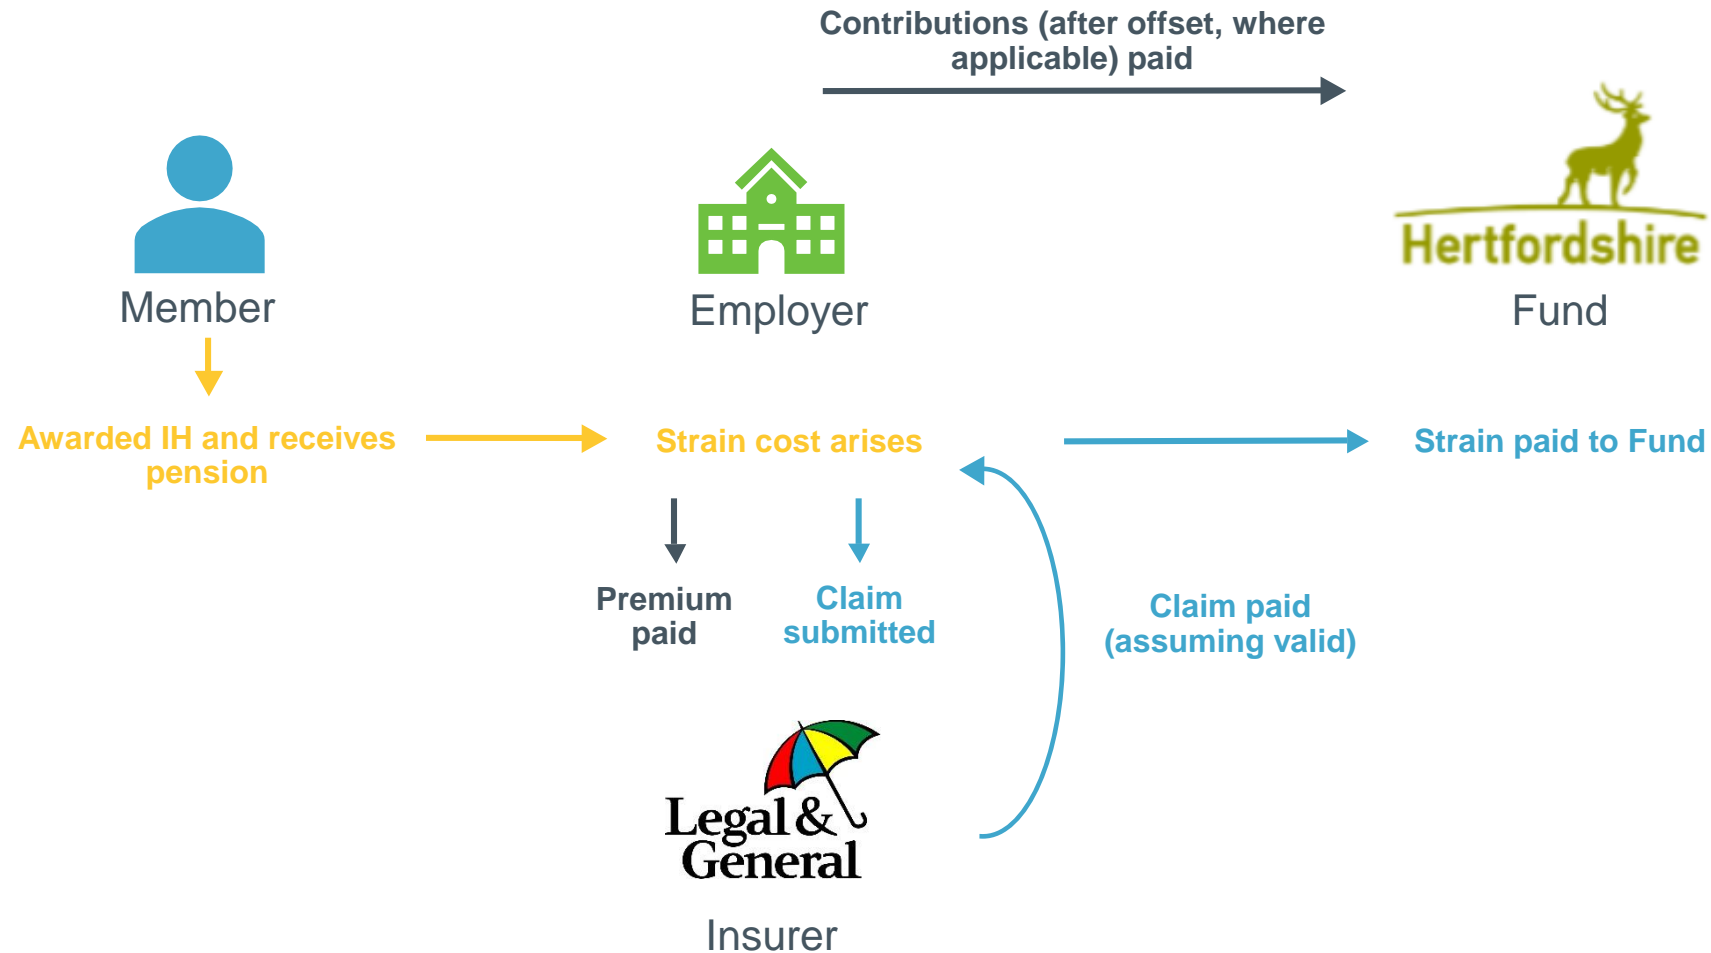 Contributions (after offset, where
applicable) paid
Hertfordshire
Member
Employer
Fund
Awarded IH and receives
pension
Strain cost arises
Strain paid to Fund
Premium
paid
Claim
submitted
Claim paid
(assuming valid)
Legal &
General
Insurer